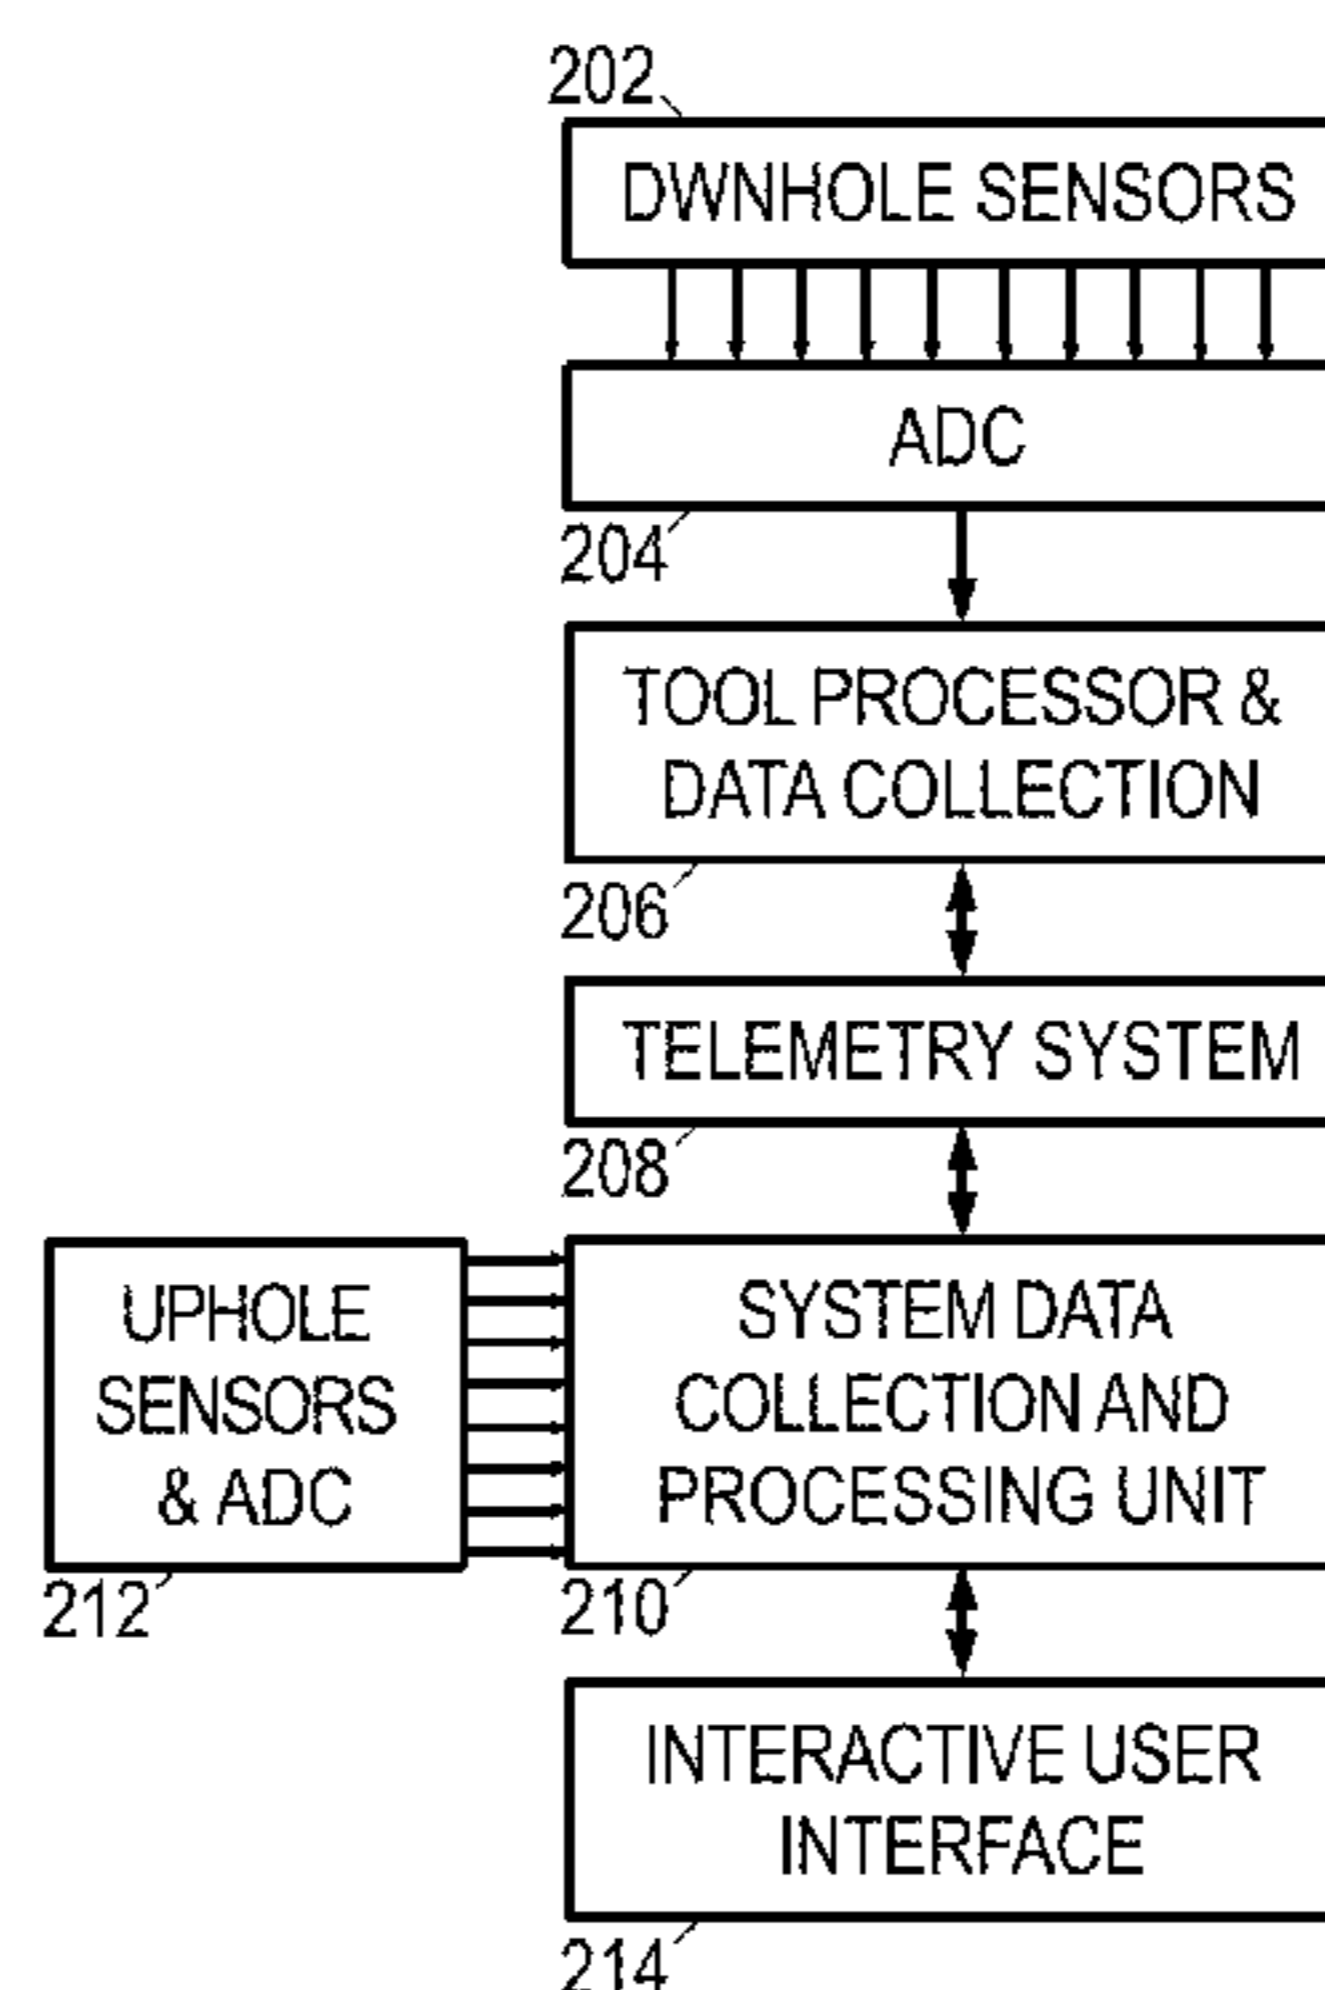 202
DWNHOLE SENSORS
ADC
204
TOOL PROCESSOR &
DATA COLLECTION
206
TELEMETRY SYSTEM
208
UPHOLE
SENSORS
& ADC
212
SYSTEM DATA
COLLECTION AND
PROCESSING UNIT
210
INTERACTIVE USER
INTERFACE
214